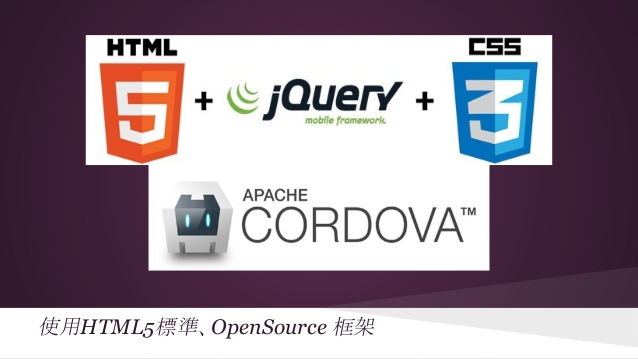 HTML CSS
5 + jQuery + 3
mobile framework.
APACHE
CORDOVA™
使用HTML5標準、OpenSource 框架